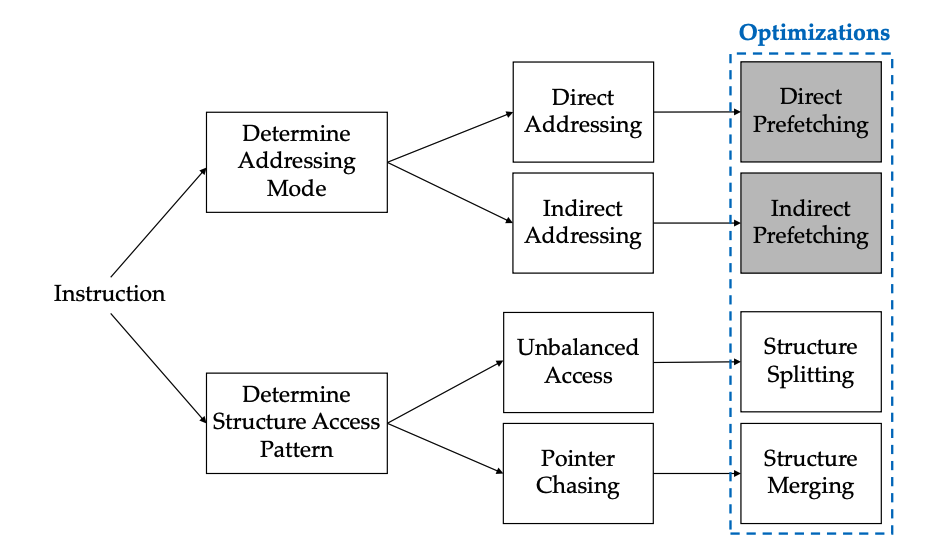 Optimizations
Direct
Addressing
Direct
Prefetching
Determine
Addressing
Mode
Indirect
Addressing
Indirect
Prefetching
Instruction
Unbalanced
Access
Structure
Splitting
Determine
Structure Access
Pattern
Pointer
Chasing
Structure
Merging